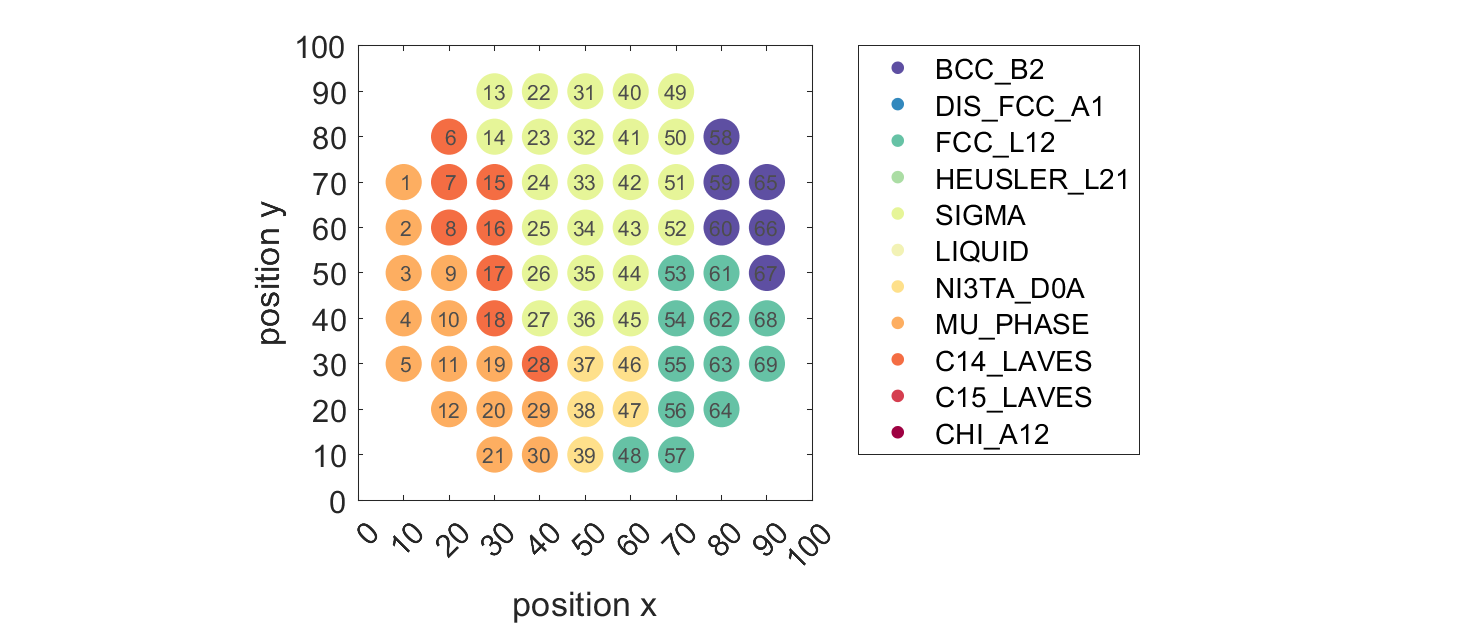 100
90
80
70
60
50
40
30
20
10
0
position y
13 22 31 40 49
6 14 23 32 41 50 58
1 7 15 24 33 42 51 59 65
2 8 16 25 34 43 52 60 66
3 9 17 26 35 44 53 61 67
4 10 18 27 36 45 54 62 68
5 11 19 28 37 46 55 63 69
12 20 29 38 47 56 64
21 30 39 48 57
0 10 20 30 40 50 60 70 80 90 100
position x
BCC_B2
DIS_FCC_A1
FCC_L12
HEUSLER_L21
SIGMA
LIQUID
NI3TA_D0A
MU_PHASE
C14_LAVES
C15_LAVES
CHI_A12